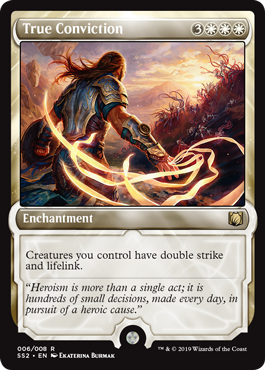 True Conviction 3
Enchantment
Creatures you control have double strike
and lifelink.
“Heroism is more than a single act; it is
hundreds of small decisions, made every day, in
pursuit of a heroic cause.”
006/008 R
SS2 • EN Ekaterina Burmak
™ & © 2019 Wizards of the Coast